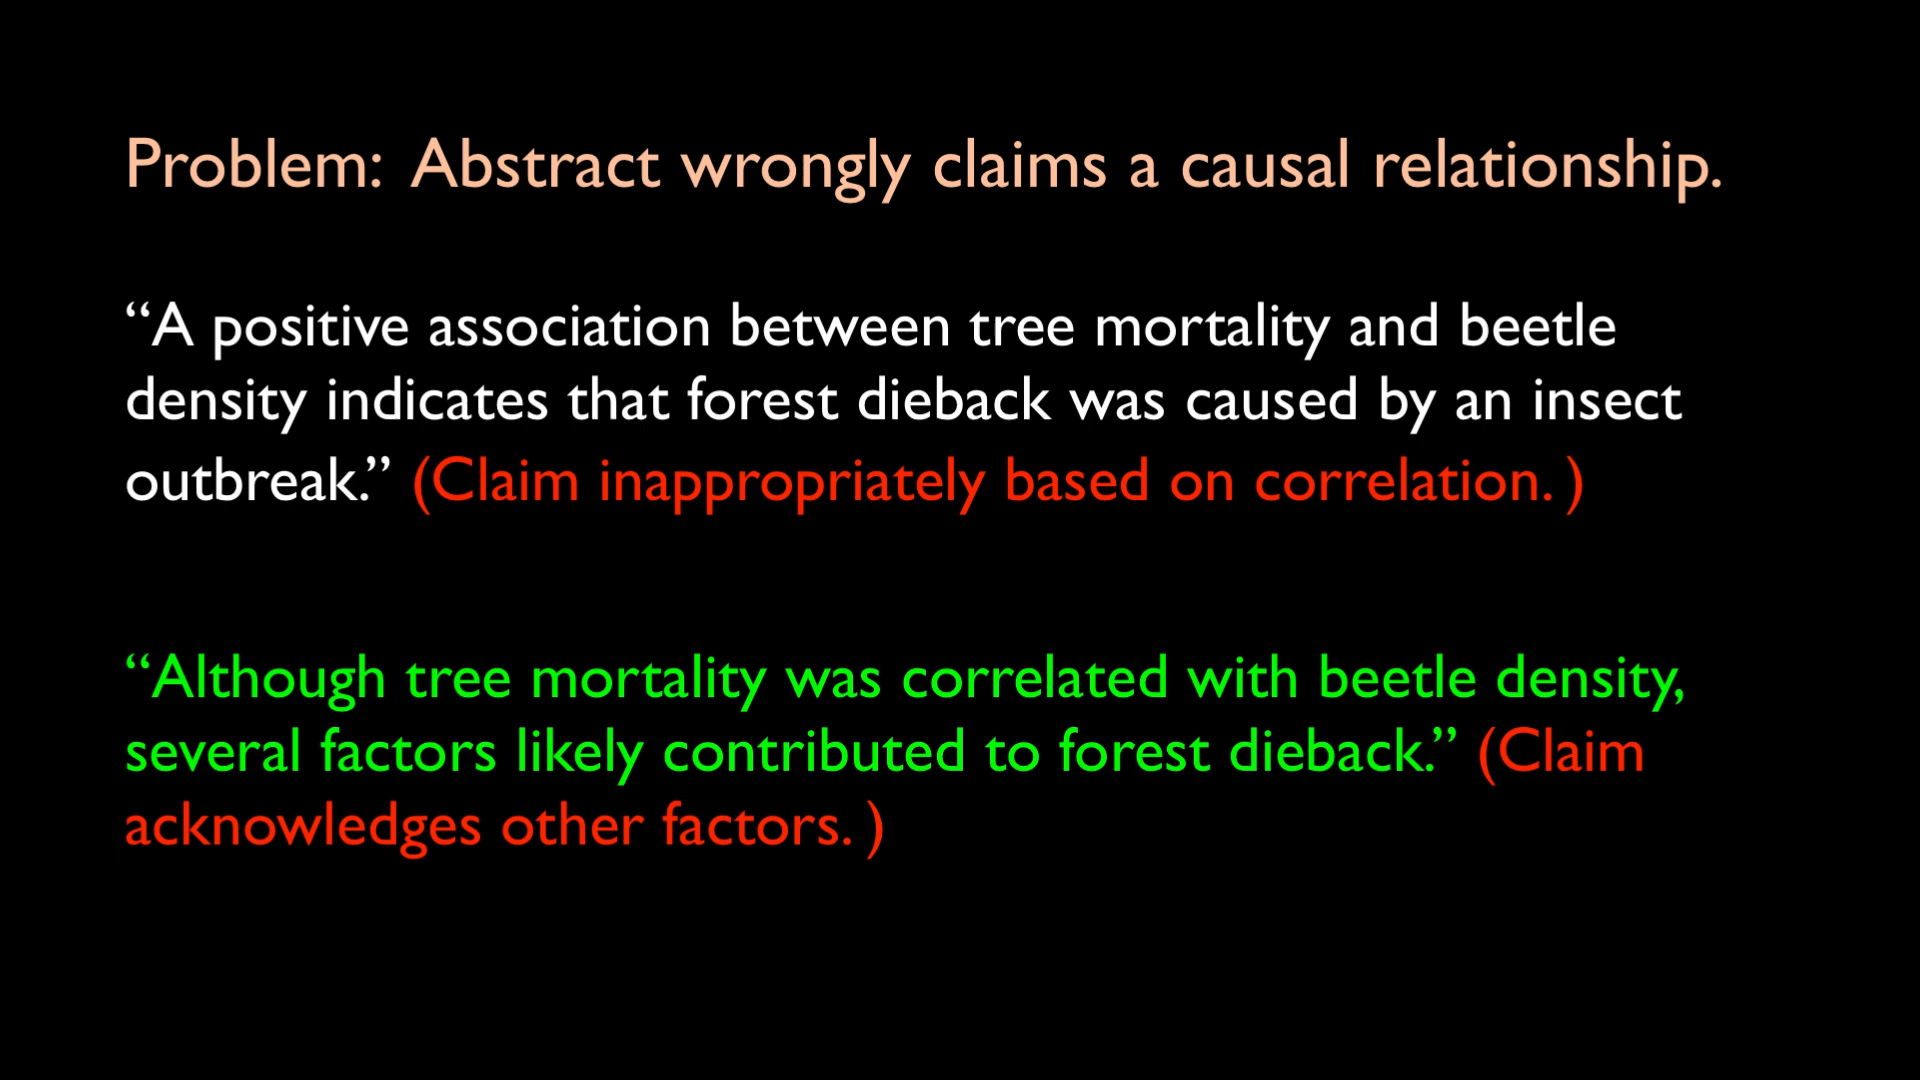 Problem:  Abstract wrongly claims a causal relationship.
“A positive association between tree mortality and beetle
density indicates that forest dieback was caused by an insect
outbreak.” (Claim inappropriately based on correlation. )
“Although tree mortality was correlated with beetle density,
several factors likely contributed to forest dieback.” (Claim
acknowledges other factors. )